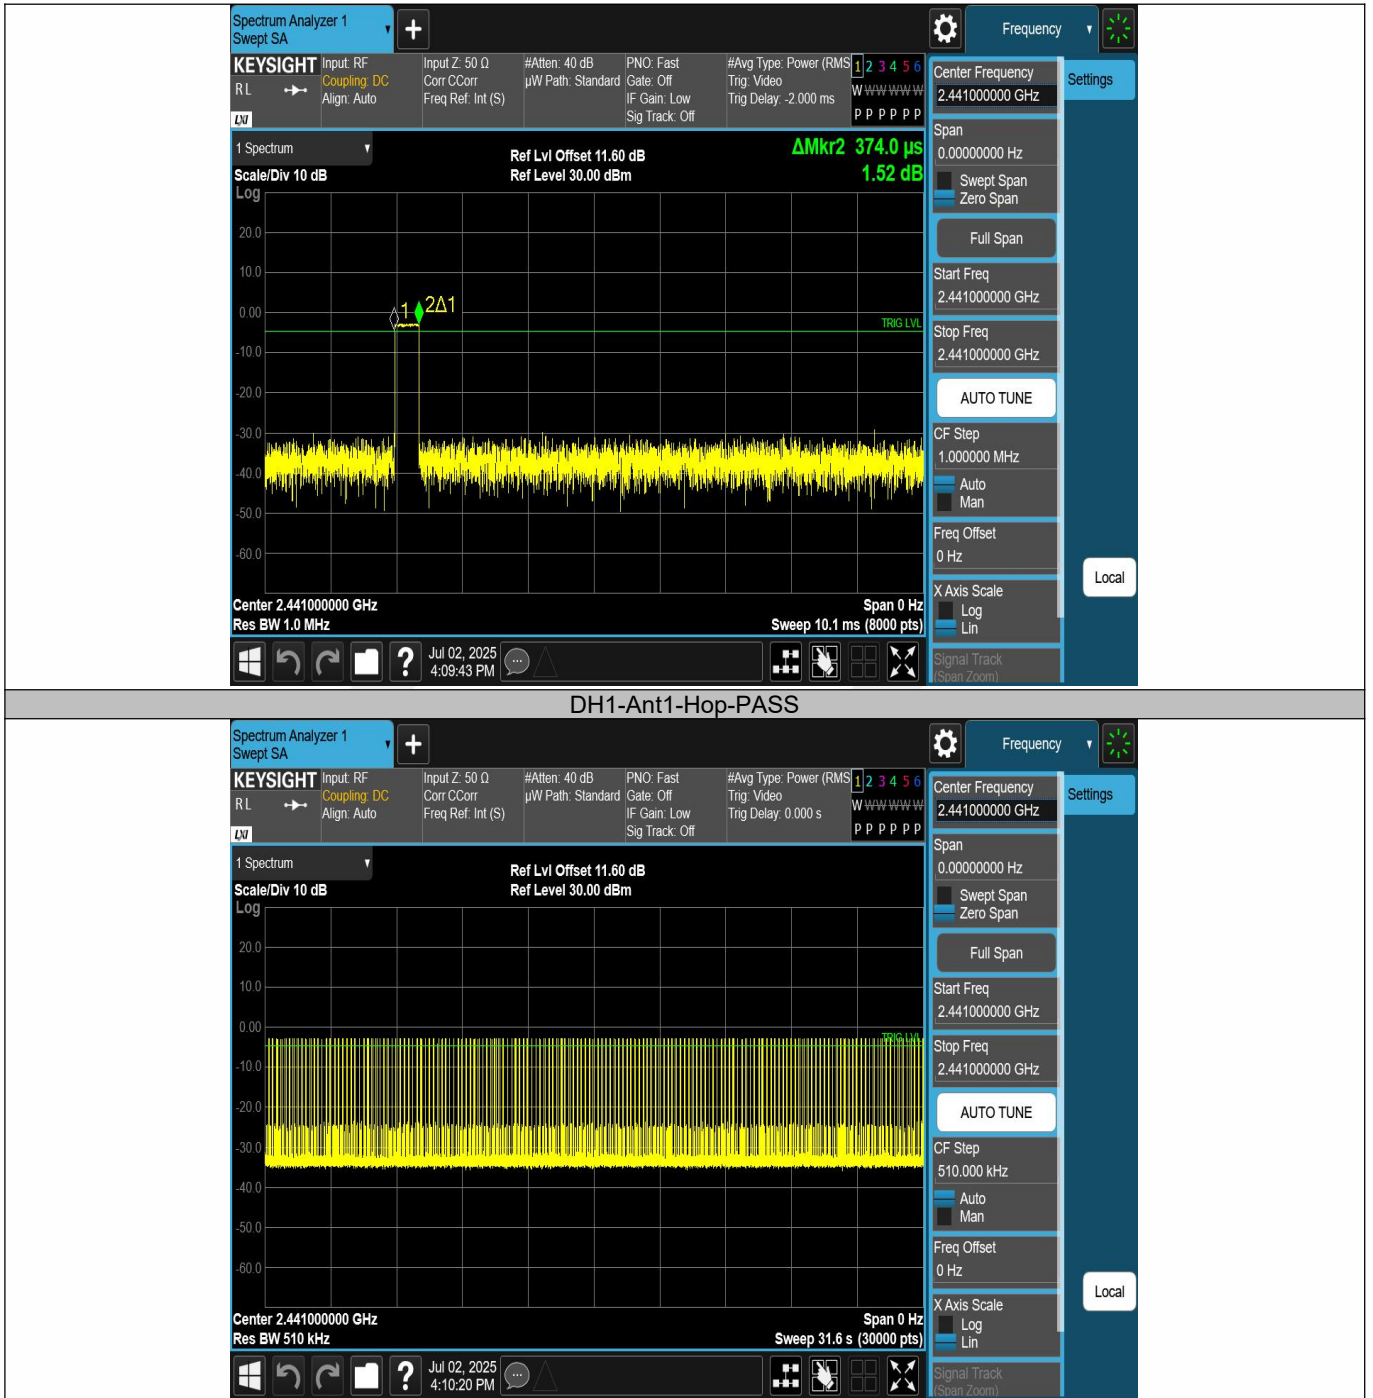 Spectrum Analyzer 1
Swept SA
+
Frequency
KEYSIGHT
RL
LXI
Input: RF
Coupling: DC
Align: Auto
Input Z: 50 Ω
Corr CCorr
Freq Ref: Int (S)
#Atten: 40 dB
µW Path: Standard
PNO: Fast
Gate: Off
IF Gain: Low
Sig Track: Off
#Avg Type: Power (RMS
Trig: Video
Trig Delay: -2.000 ms
1 2 3 4 5 6
W W W W W W
P P P P P P
1 Spectrum
Scale/Div 10 dB
Log
Ref Lvl Offset 11.60 dB
Ref Level 30.00 dBm
ΔMkr2 374.0 µs
1.52 dB
20.0
10.0
0.00
-10.0
-20.0
-30.0
-40.0
-50.0
-60.0
1
2Δ1
TRIG LVL
Center 2.441000000 GHz
Res BW 1.0 MHz
Span 0 Hz
Sweep 10.1 ms (8000 pts)
?
Jul 02, 2025
4:09:43 PM
Center Frequency
2.441000000 GHz
Settings
Span
0.00000000 Hz
Swept Span
Zero Span
Full Span
Start Freq
2.441000000 GHz
Stop Freq
2.441000000 GHz
AUTO TUNE
CF Step
1.000000 MHz
Auto
Man
Freq Offset
0 Hz
X Axis Scale
Log
Lin
Signal Track
(Span Zoom)
Local
DH1-Ant1-Hop-PASS
Spectrum Analyzer 1
Swept SA
+
Frequency
KEYSIGHT
RL
LXI
Input: RF
Coupling: DC
Align: Auto
Input Z: 50 Ω
Corr CCorr
Freq Ref: Int (S)
#Atten: 40 dB
µW Path: Standard
PNO: Fast
Gate: Off
IF Gain: Low
Sig Track: Off
#Avg Type: Power (RMS
Trig: Video
Trig Delay: 0.000 s
1 2 3 4 5 6
W W W W W W
P P P P P P
1 Spectrum
Scale/Div 10 dB
Log
Ref Lvl Offset 11.60 dB
Ref Level 30.00 dBm
20.0
10.0
0.00
-10.0
-20.0
-30.0
-40.0
-50.0
-60.0
TRIG LVL
Center 2.441000000 GHz
Res BW 510 kHz
Span 0 Hz
Sweep 31.6 s (30000 pts)
?
Jul 02, 2025
4:10:20 PM
Center Frequency
2.441000000 GHz
Settings
Span
0.00000000 Hz
Swept Span
Zero Span
Full Span
Start Freq
2.441000000 GHz
Stop Freq
2.441000000 GHz
AUTO TUNE
CF Step
510.000 kHz
Auto
Man
Freq Offset
0 Hz
X Axis Scale
Log
Lin
Signal Track
(Span Zoom)
Local